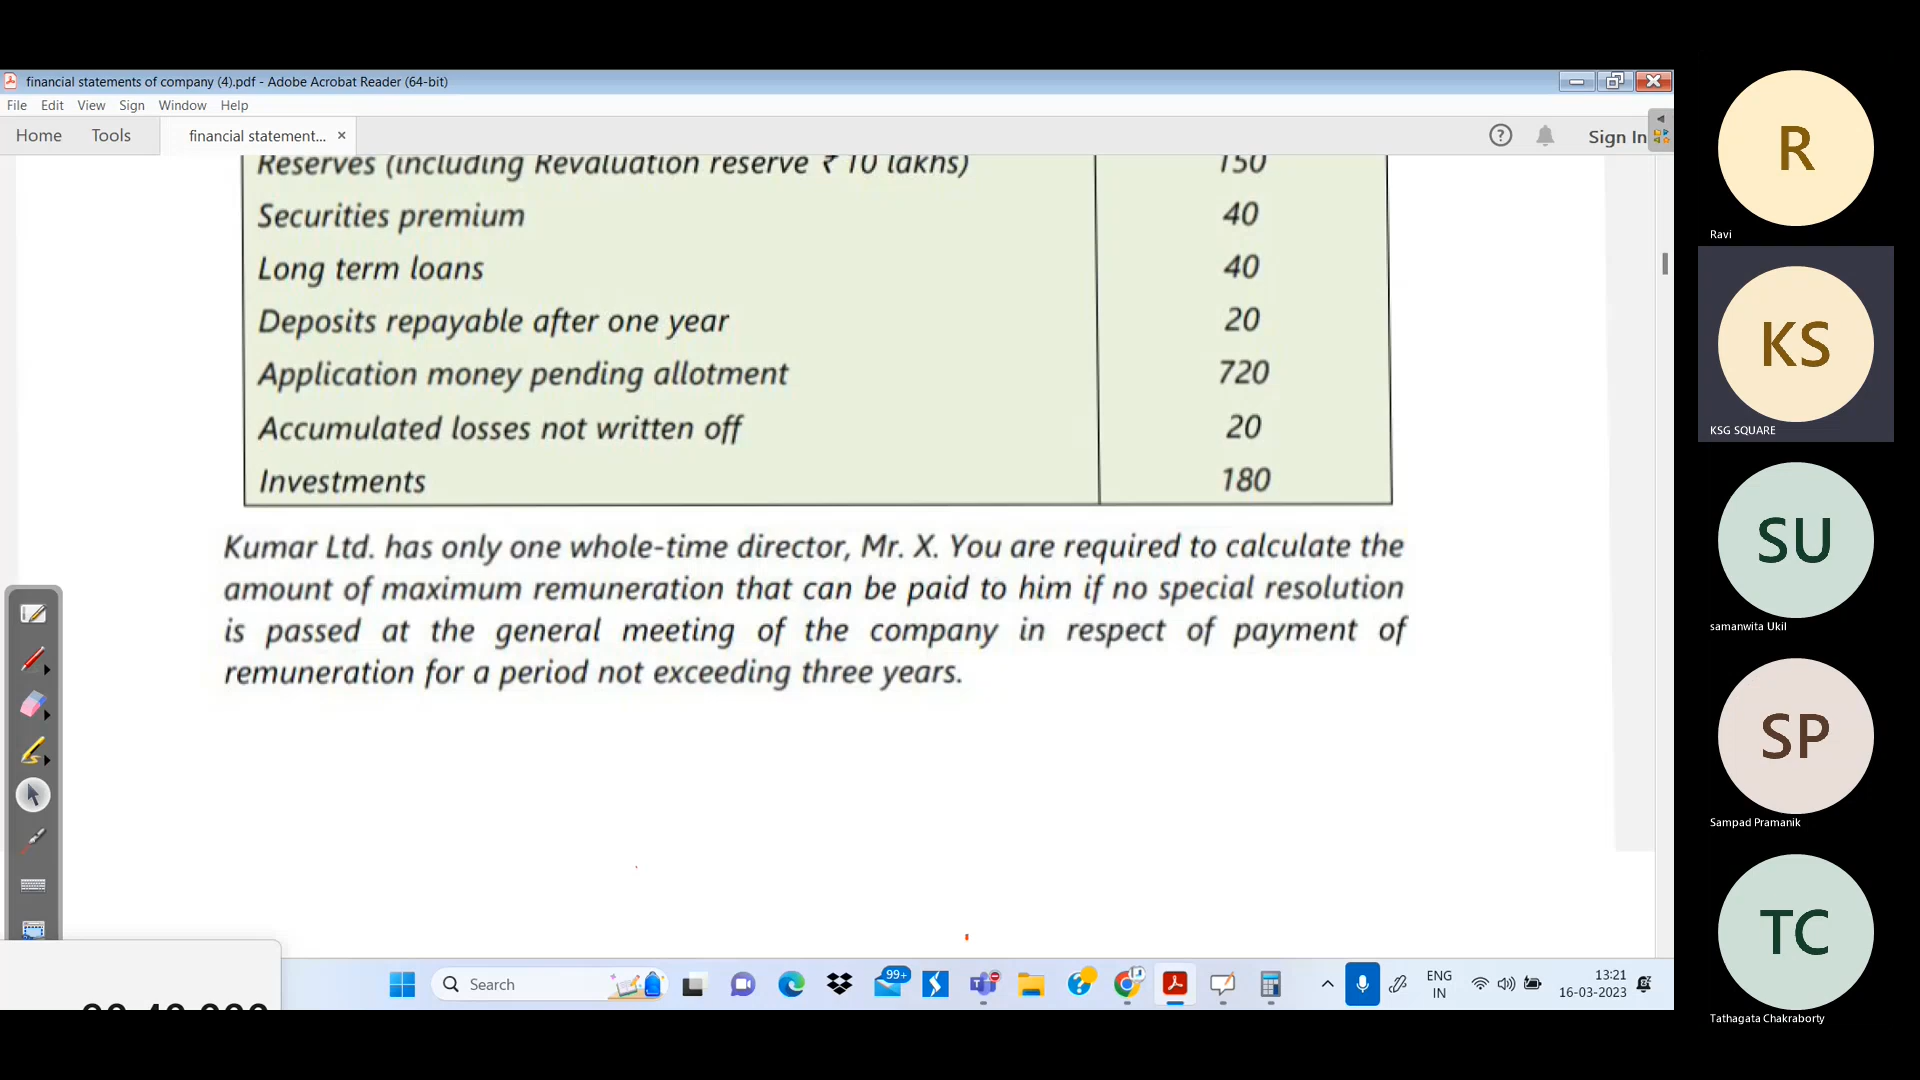 financial statements of company (4).pdf - Adobe Acrobat Reader (64-bit)
File Edit View Sign Window Help
Home Tools financial statement... × Sign In
Reserves (including Revaluation reserve ₹ 10 lakhs) 150
Securities premium 40
Long term loans 40
Deposits repayable after one year 20
Application money pending allotment 720
Accumulated losses not written off 20
Investments 180
Kumar Ltd. has only one whole-time director, Mr. X. You are required to calculate the
amount of maximum remuneration that can be paid to him if no special resolution
is passed at the general meeting of the company in respect of payment of
remuneration for a period not exceeding three years.
Search
99+
ENG
IN
13:21
16-03-2023
R
Ravi
KS
KSG SQUARE
SU
samanwita Ukil
SP
Sampad Pramanik
TC
Tathagata Chakraborty